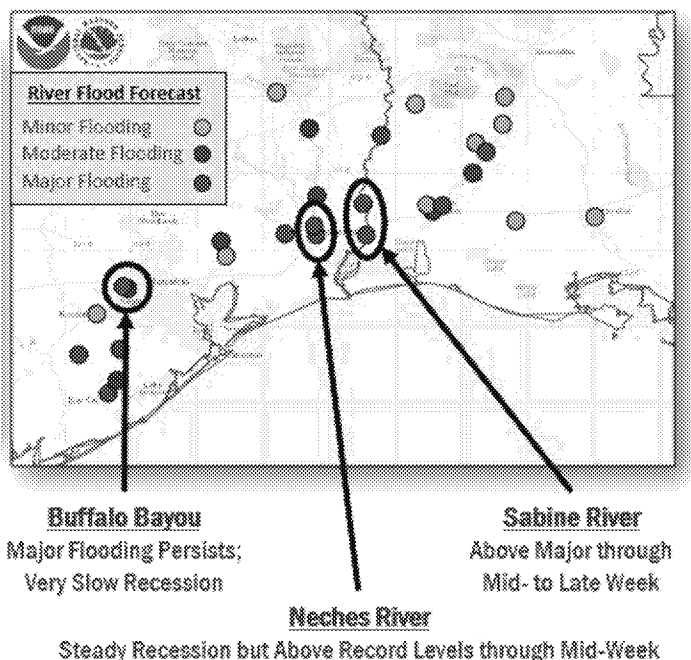 River Flood Forecast
Minor Flooding
Moderate Flooding
Major Flooding
Buffalo Bayou
Major Flooding Persists;
Very Slow Recession
Sabine River
Above Major through
Mid- to Late Week
Neches River
Steady Recession but Above Record Levels through Mid-Week